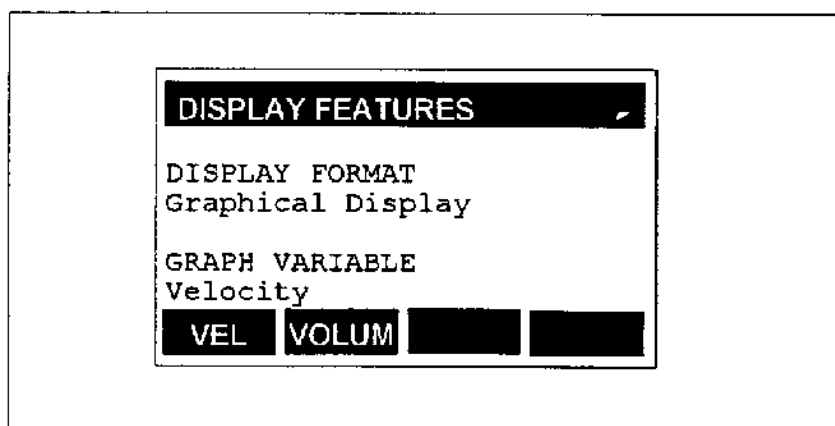 DISPLAY FEATURES
DISPLAY FORMAT
Graphical Display
GRAPH VARIABLE
Velocity
VEL VOLUM